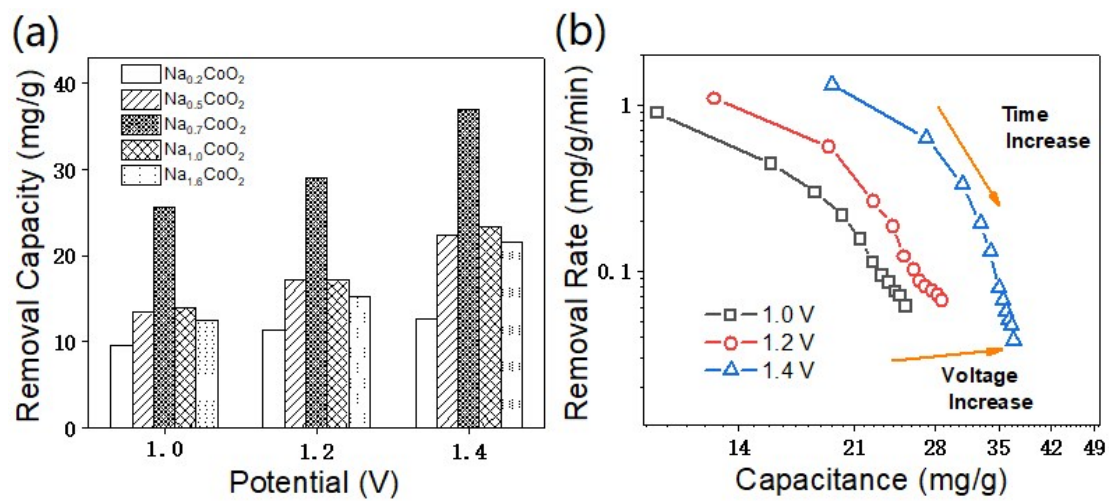 (a)
Removal Capacity (mg/g)
40
30
20
10
0
Na0.2CoO2
Na0.5CoO2
Na0.7CoO2
Na1.0CoO2
Na1.6CoO2
1.0
1.2
1.4
Potential (V)
(b)
Removal Rate (mg/g/min)
1
0.1
Time
Increase
1.0 V
1.2 V
1.4 V
Voltage
Increase
14
21
28
35
42
49
Capacitance (mg/g)